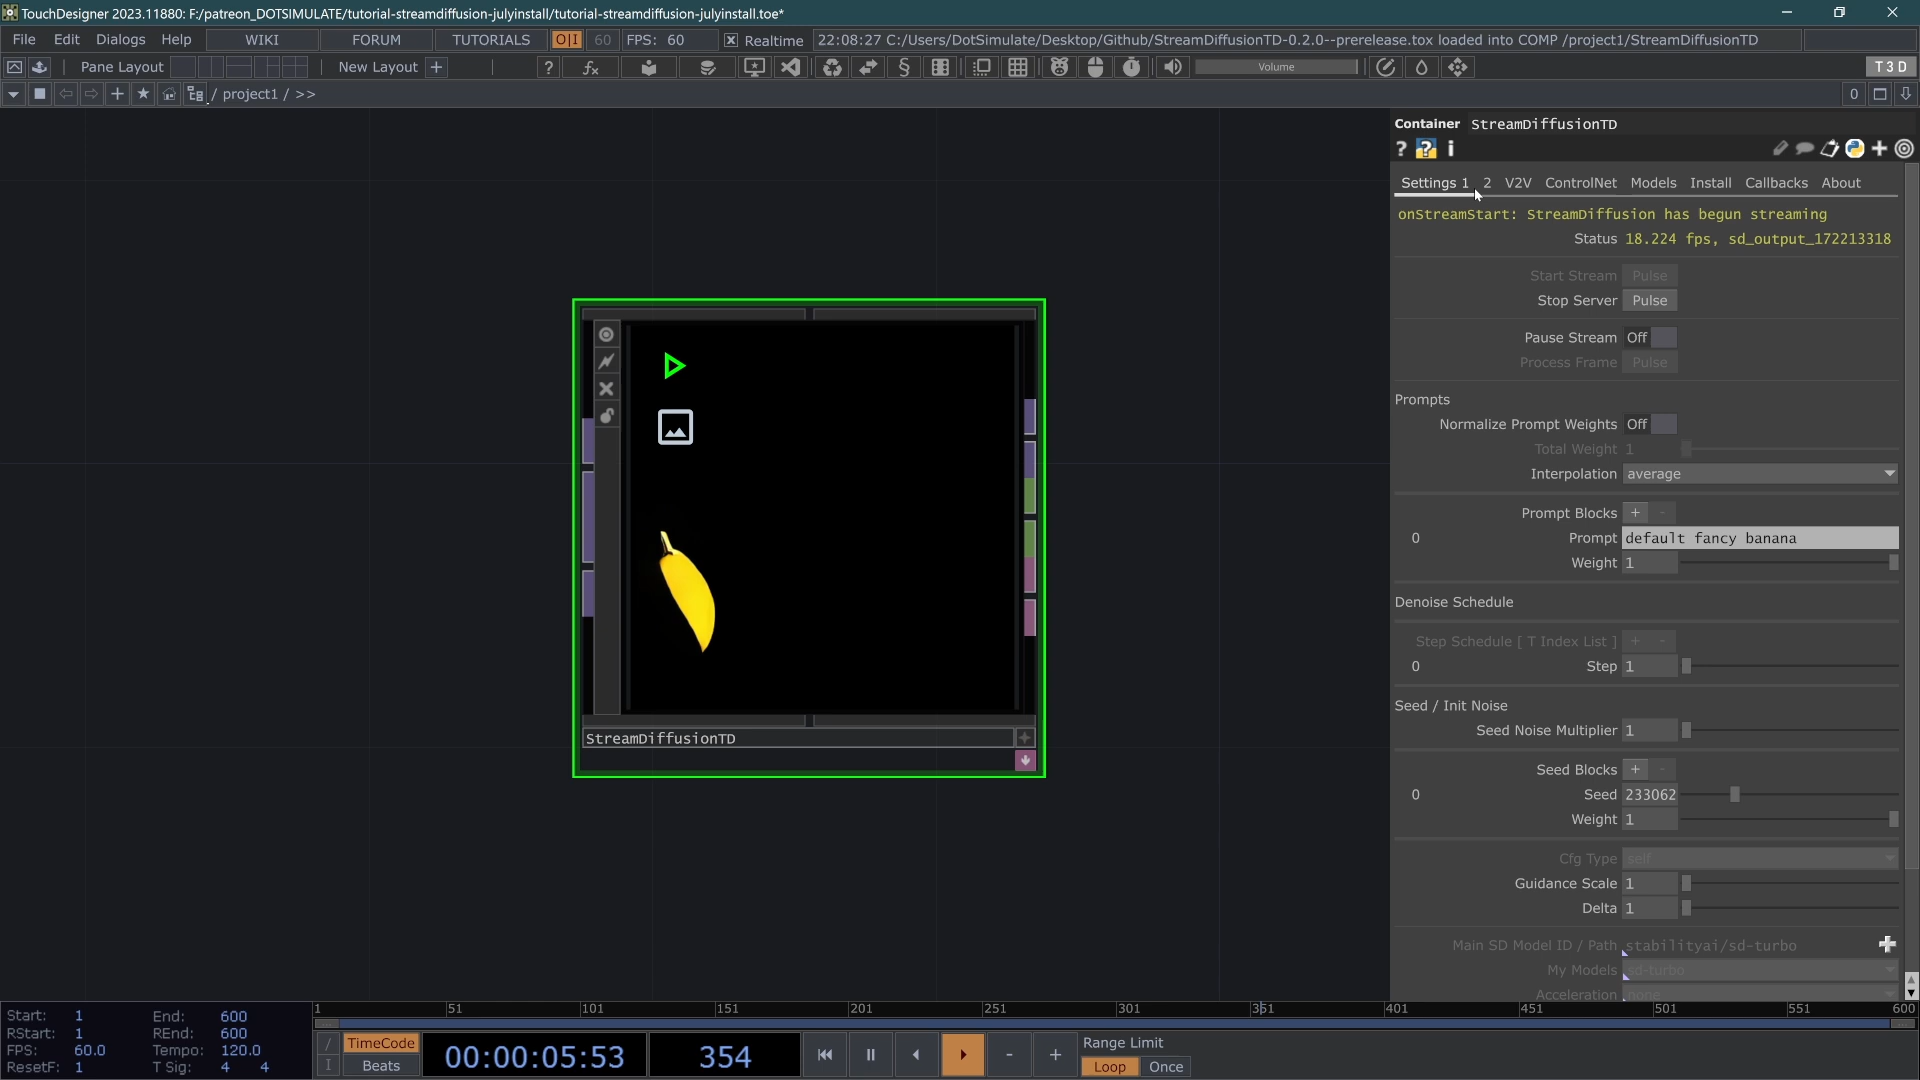 TouchDesigner 2023.11880: F:/patreon_DOTSIMULATE/tutorial-streamdiffusion-julyinstall/tutorial-streamdiffusion-julyinstall.toe*
File Edit Dialogs Help WIKI FORUM TUTORIALS O|I 60 FPS: 60 Realtime 22:08:27 C:/Users/DotSimulate/Desktop/Github/StreamDiffusionTD-0.2.0--prerelease.tox loaded into COMP /project1/StreamDiffusionTD
Pane Layout New Layout + ? Volume T3D
/ project1 / >> 0
Container StreamDiffusionTD
Settings 1 2 V2V ControlNet Models Install Callbacks About
onStreamStart: StreamDiffusion has begun streaming
Status 18.224 fps, sd_output_172213318
Start Stream Pulse
Stop Server Pulse
Pause Stream Off
Process Frame Pulse
Prompts
Normalize Prompt Weights Off
Total Weight 1
Interpolation average
Prompt Blocks + -
0 Prompt default fancy banana
Weight 1
Denoise Schedule
Step Schedule [ T Index List ] + -
0 Step 1
Seed / Init Noise
Seed Noise Multiplier 1
Seed Blocks + -
0 Seed 233062
Weight 1
Cfg Type self
Guidance Scale 1
Delta 1
Main SD Model ID / Path stabilityai/sd-turbo
My Models sd-turbo
Acceleration none
StreamDiffusionTD
1 51 101 151 201 251 301 351 401 451 501 551 600
Start: 1 End: 600
RStart: 1 REnd: 600
FPS: 60.0 Tempo: 120.0
ResetF: 1 T Sig: 4 4
/ TimeCode
I Beats
00:00:05:53 354 - +
Range Limit
Loop Once